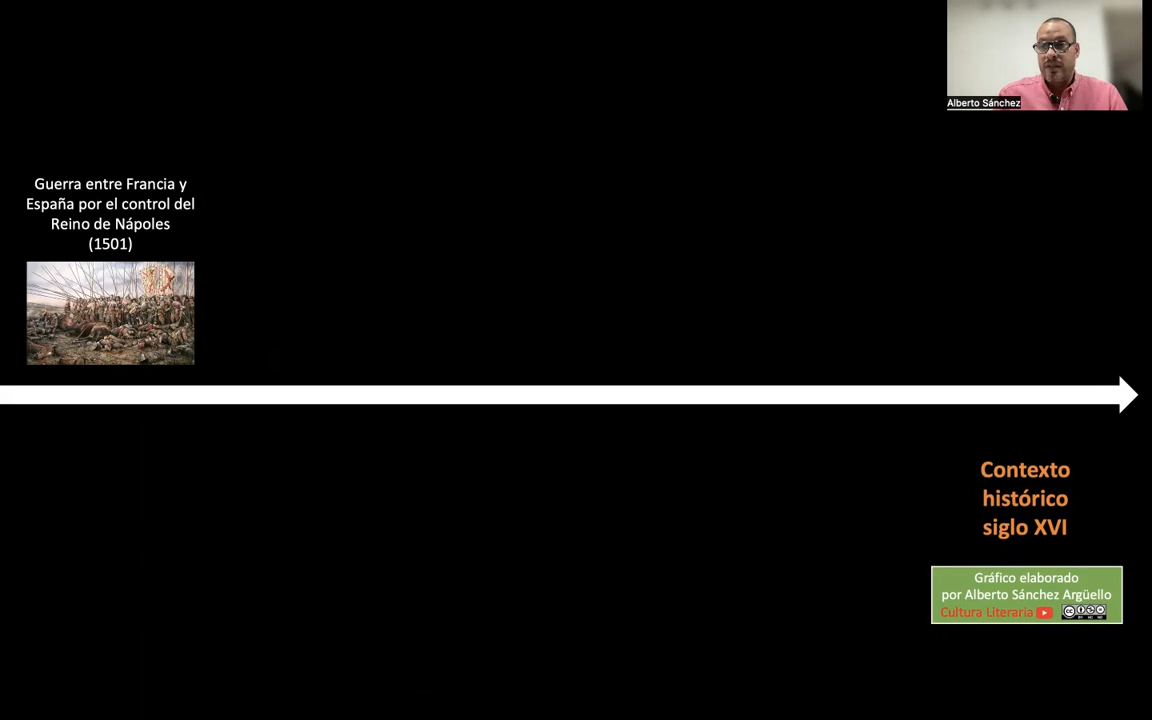 Alberto Sánchez
Guerra entre Francia y
España por el control del
Reino de Nápoles
(1501)
Contexto
histórico
siglo XVI
Gráfico elaborado
por Alberto Sánchez Argüello
Cultura Literaria